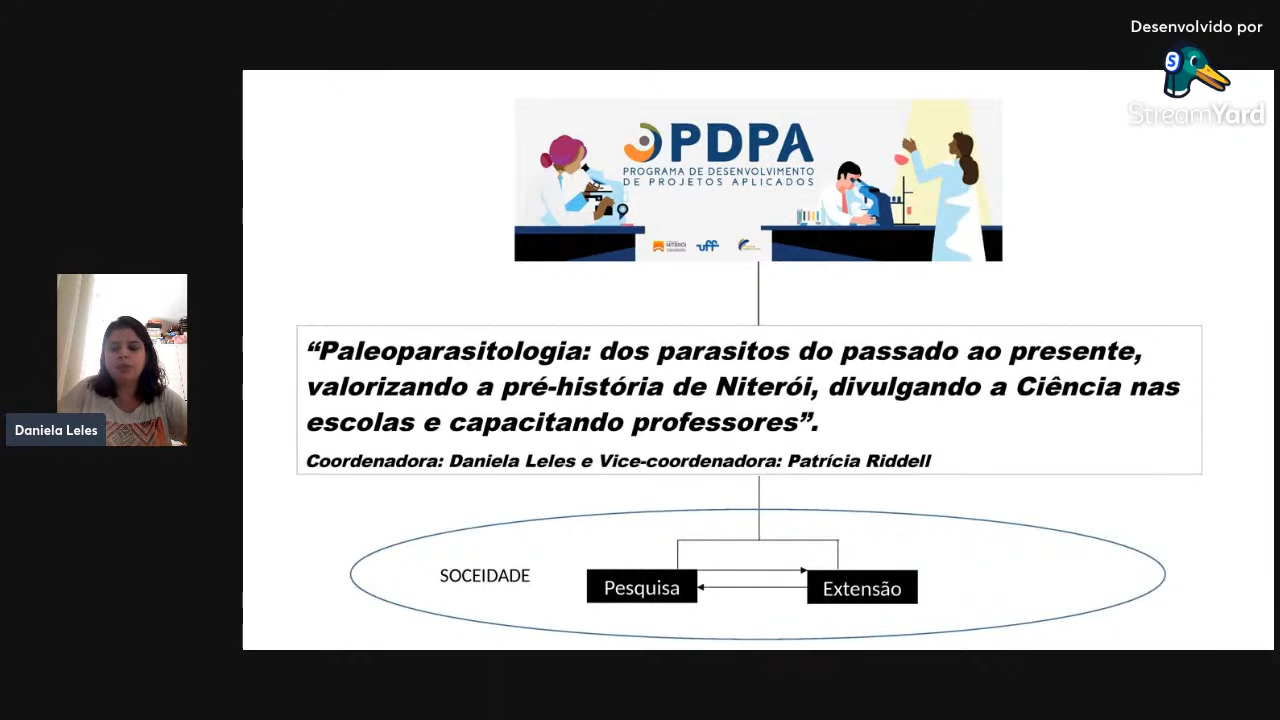 Desenvolvido por
S
StreamYard
PDPA
PROGRAMA DE DESENVOLVIMENTO
DE PROJETOS APLICADOS
NITERÓI
uff
“Paleoparasitologia: dos parasitos do passado ao presente,
valorizando a pré-história de Niterói, divulgando a Ciência nas
escolas e capacitando professores”.
Coordenadora: Daniela Leles e Vice-coordenadora: Patrícia Riddell
Daniela Leles
SOCEIDADE
Pesquisa
Extensão